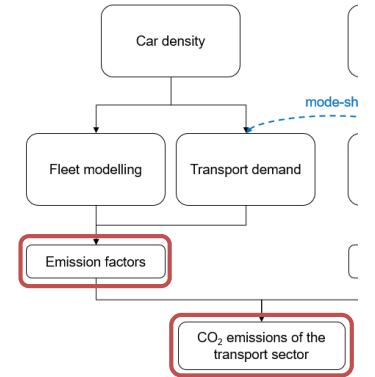 Car density
mode-sh
Fleet modelling
Transport demand
Emission factors
CO₂ emissions of the
transport sector